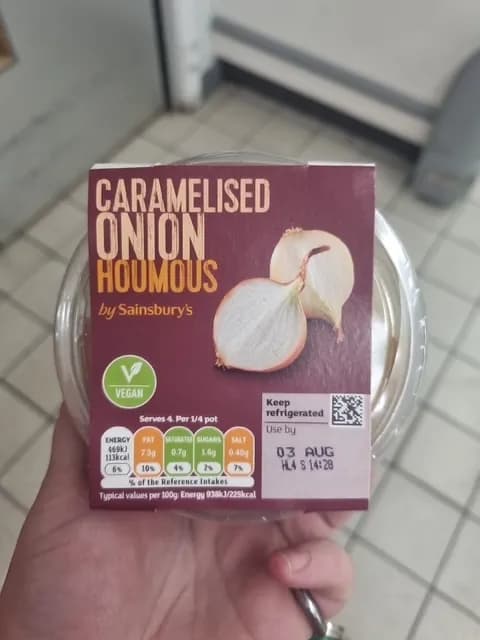 CARAMELISED
ONION
HOUMOUS
by Sainsbury's
VEGAN
Keep
refrigerated
Use by
03 AUG
HL4 S 14:28
Serves 4. Per 1/4 pot
ENERGY FAT SATURATES SUGARS SALT
469kJ 7.3g 0.7g 1.6g 0.40g
113kcal
6% 10% 4% 2% 7%
% of the Reference Intakes
Typical values per 100g: Energy 938kJ/225kcal